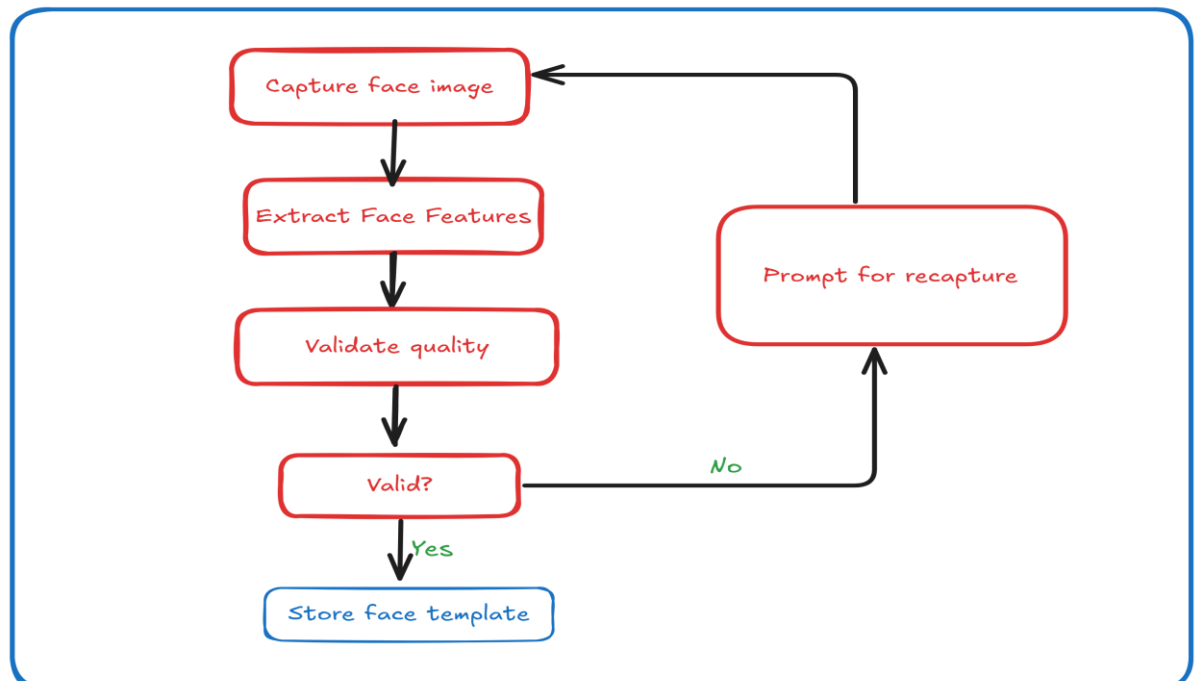 Capture face image
Extract Face Features
Prompt for recapture
Validate quality
No
Valid?
Yes
Store face template